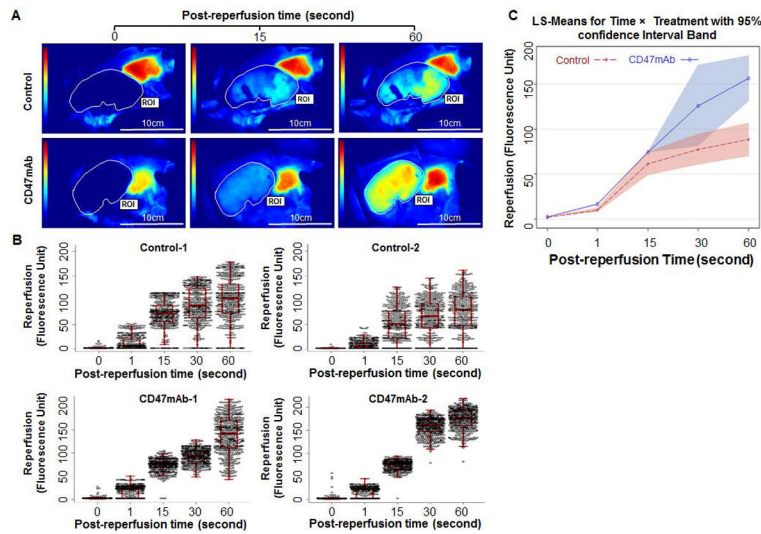 A
Post-reperfusion time (second)
0 15 60
Control
ROI
10cm
ROI
10cm
ROI
10cm
CD47mAb
ROI
10cm
ROI
10cm
ROI
10cm
B
Control-1
Reperfusion
(Fluorescence Unit)
200
150
100
50
0
0 1 15 30 60
Post-reperfusion time (second)
Control-2
Reperfusion
(Fluorescence Unit)
200
150
100
50
0
0 1 15 30 60
Post-reperfusion time (second)
CD47mAb-1
Reperfusion
(Fluorescence Unit)
200
150
100
50
0
0 1 15 30 60
Post-reperfusion time (second)
CD47mAb-2
Reperfusion
(Fluorescence Unit)
200
150
100
50
0
0 1 15 30 60
Post-reperfusion time (second)
C
LS-Means for Time × Treatment with 95%
confidence Interval Band
Control CD47mAb
Reperfusion (Fluorescence Unit)
200
150
100
50
0
0 1 15 30 60
Post-reperfusion Time (second)